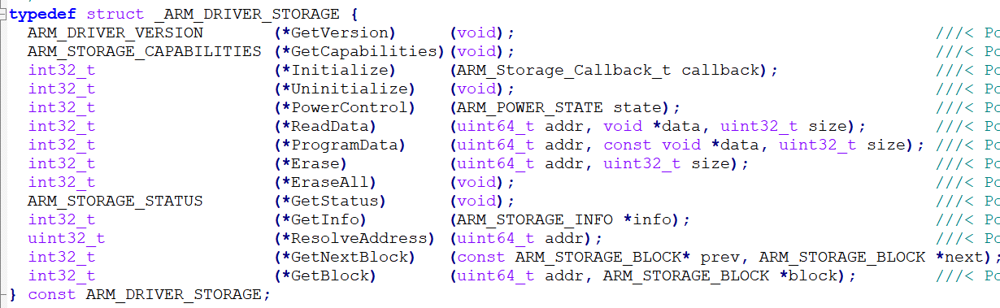 typedef struct _ARM_DRIVER_STORAGE {
ARM_DRIVER_VERSION (*GetVersion) (void); ///< Po
ARM_STORAGE_CAPABILITIES (*GetCapabilities)(void); ///< Po
int32_t (*Initialize) (ARM_Storage_Callback_t callback); ///< Po
int32_t (*Uninitialize) (void); ///< Po
int32_t (*PowerControl) (ARM_POWER_STATE state); ///< Po
int32_t (*ReadData) (uint64_t addr, void *data, uint32_t size); ///< Po
int32_t (*ProgramData) (uint64_t addr, const void *data, uint32_t size); ///< Po
int32_t (*Erase) (uint64_t addr, uint32_t size); ///< Po
int32_t (*EraseAll) (void); ///< Po
ARM_STORAGE_STATUS (*GetStatus) (void); ///< Po
int32_t (*GetInfo) (ARM_STORAGE_INFO *info); ///< Po
uint32_t (*ResolveAddress) (uint64_t addr); ///< Po
int32_t (*GetNextBlock) (const ARM_STORAGE_BLOCK* prev, ARM_STORAGE_BLOCK *next);
int32_t (*GetBlock) (uint64_t addr, ARM_STORAGE_BLOCK *block); ///< Po
} const ARM_DRIVER_STORAGE;